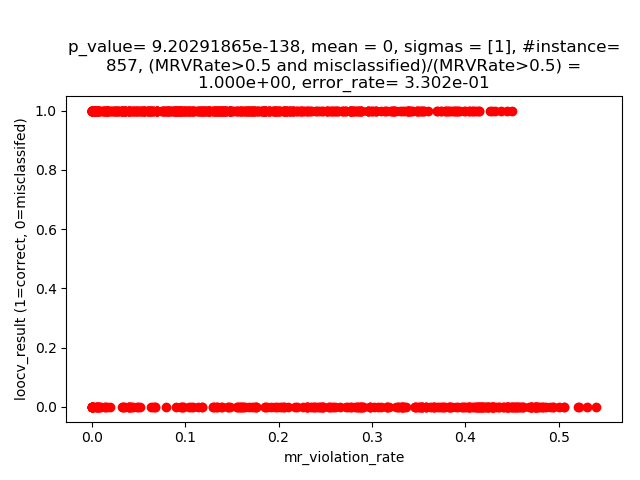 p_value= 9.20291865e-138, mean = 0, sigmas = [1], #instance=
857, (MRVRate>0.5 and misclassified)/(MRVRate>0.5) =
1.000e+00, error_rate= 3.302e-01
loocv_result (1=correct, 0=misclassifed)
1.0
0.8
0.6
0.4
0.2
0.0
0.0 0.1 0.2 0.3 0.4 0.5
mr_violation_rate